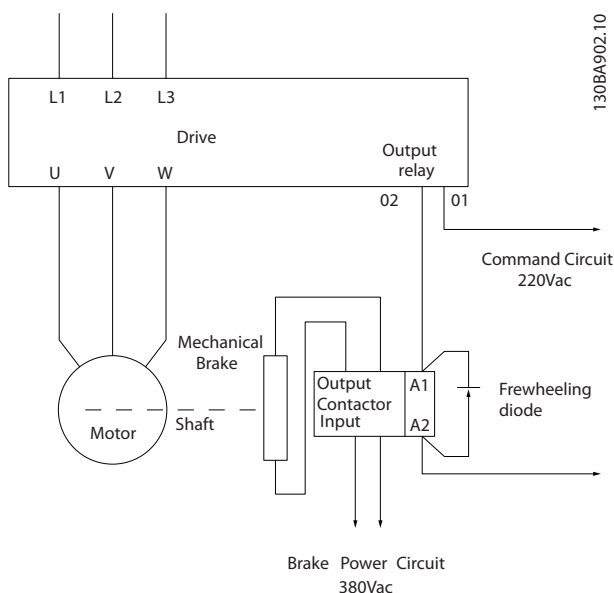 130BA902.10
L1 L2 L3
Drive
Output
relay
U V W
02 01
Command Circuit
220Vac
Mechanical
Brake
Output
Contactor
Input
A1
A2
Frewheeling
diode
Shaft
Motor
Brake Power Circuit
380Vac